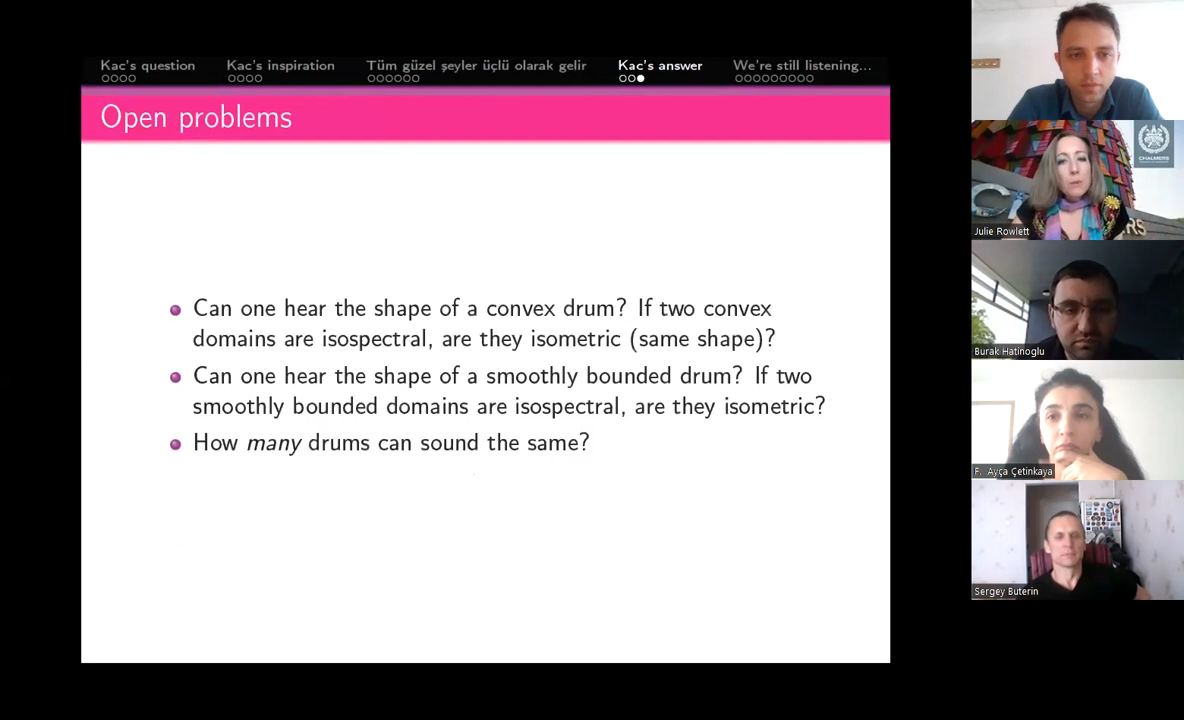 Kac's question
Kac's inspiration
Tüm güzel şeyler üçlü olarak gelir
Kac's answer
We're still listening...
Open problems
Can one hear the shape of a convex drum? If two convex
domains are isospectral, are they isometric (same shape)?
Can one hear the shape of a smoothly bounded drum? If two
smoothly bounded domains are isospectral, are they isometric?
How many drums can sound the same?
CHALMERS
Julie Rowlett
Burak Hatinoglu
F. Ayça Çetinkaya
Sergey Buterin